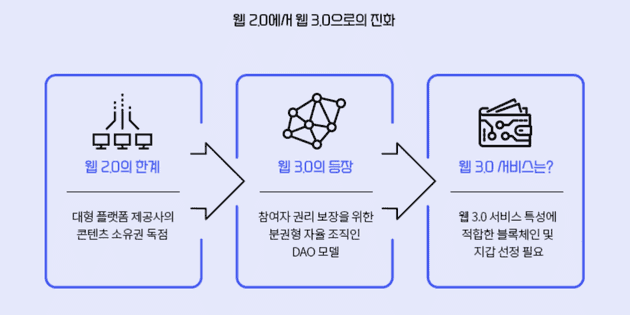 웹 2.0에서 웹 3.0으로의 진화
웹 2.0의 한계
대형 플랫폼 제공사의
콘텐츠 소유권 독점
웹 3.0의 등장
참여자 권리 보장을 위한
분권형 자율 조직인
DAO 모델
웹 3.0 서비스는?
웹 3.0 서비스 특성에
적합한 블록체인 및
지갑 선정 필요